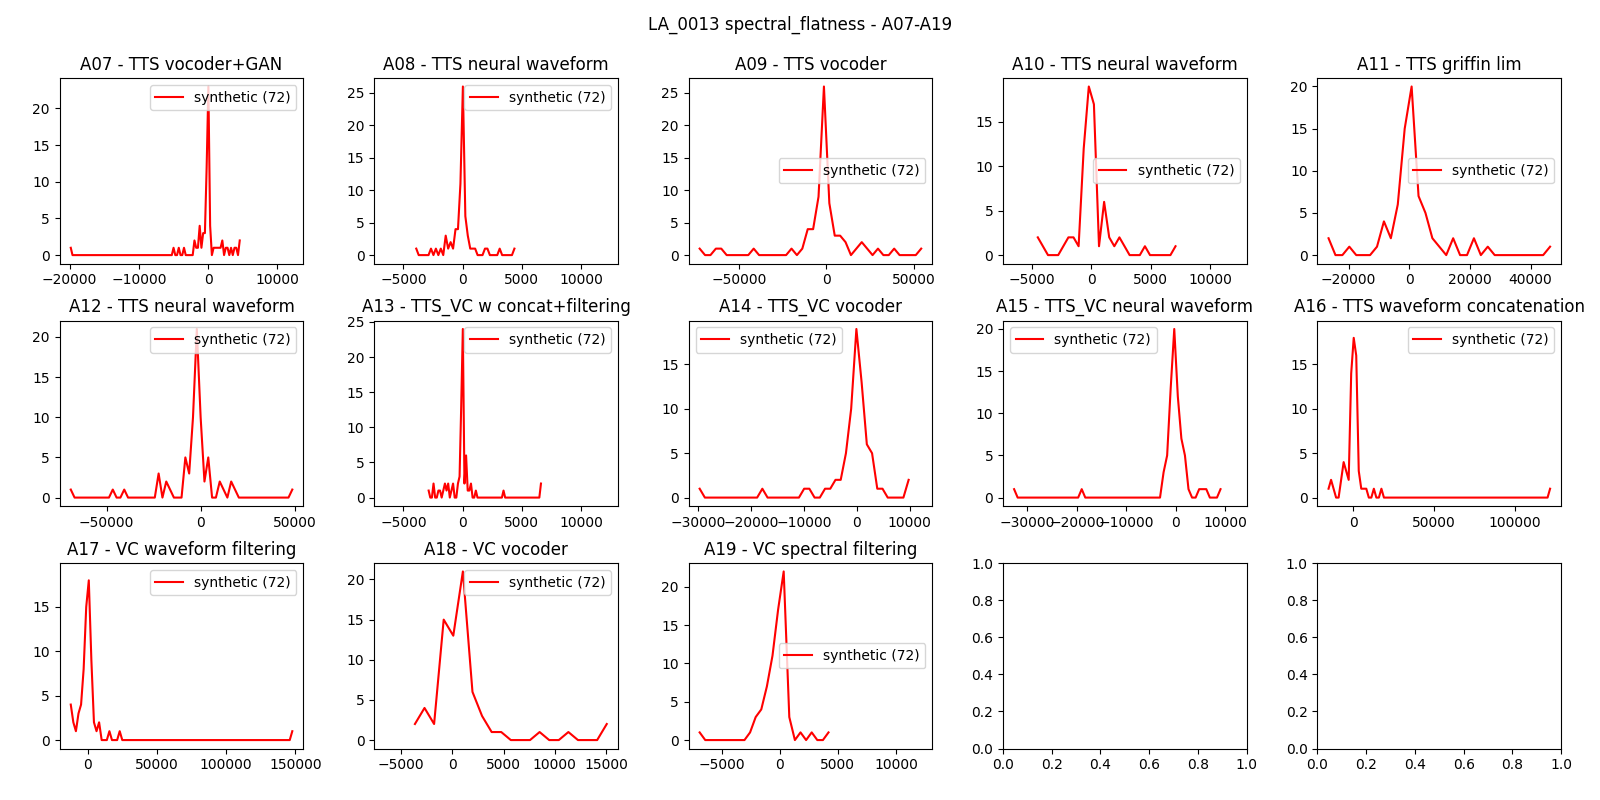 LA_0013 spectral_flatness - A07-A19
A07 - TTS vocoder+GAN
synthetic (72)
20
15
10
5
0
−20000 −10000 0 10000
A08 - TTS neural waveform
synthetic (72)
25
20
15
10
5
0
−5000 0 5000 10000
A09 - TTS vocoder
synthetic (72)
25
20
15
10
5
0
−50000 0 50000
A10 - TTS neural waveform
synthetic (72)
15
10
5
0
−5000 0 5000 10000
A11 - TTS griffin lim
synthetic (72)
20
15
10
5
0
−20000 0 20000 40000
A12 - TTS neural waveform
synthetic (72)
20
15
10
5
0
−50000 0 50000
A13 - TTS_VC w concat+filtering
synthetic (72)
25
20
15
10
5
0
−5000 0 5000 10000
A14 - TTS_VC vocoder
synthetic (72)
15
10
5
0
−30000 −20000 −10000 0 10000
A15 - TTS_VC neural waveform
synthetic (72)
20
15
10
5
0
−30000 −20000 −10000 0 10000
A16 - TTS waveform concatenation
synthetic (72)
15
10
5
0
0 50000 100000
A17 - VC waveform filtering
synthetic (72)
15
10
5
0
0 50000 100000 150000
A18 - VC vocoder
synthetic (72)
20
15
10
5
0
−5000 0 5000 10000 15000
A19 - VC spectral filtering
synthetic (72)
20
15
10
5
0
−5000 0 5000 10000
1.0
0.8
0.6
0.4
0.2
0.0
0.0 0.2 0.4 0.6 0.8 1.0
1.0
0.8
0.6
0.4
0.2
0.0
0.0 0.2 0.4 0.6 0.8 1.0